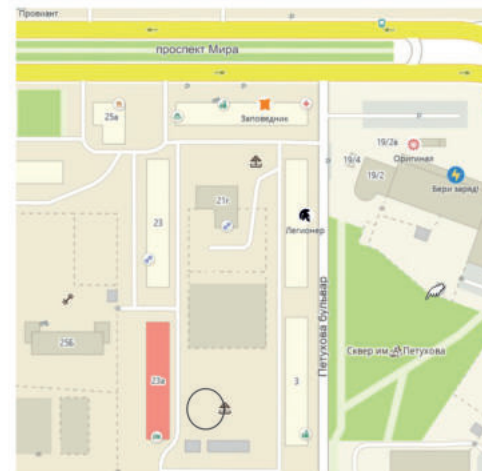 Провиант
проспект Мира
Р
25а
Заповедник
Р
Р
Р
19/2а
19/4
Оригинал
19/2
Бери заряд!
21г
23
Легионер
Петухова бульвар
25Б
Сквер им. Петухова
23а
3